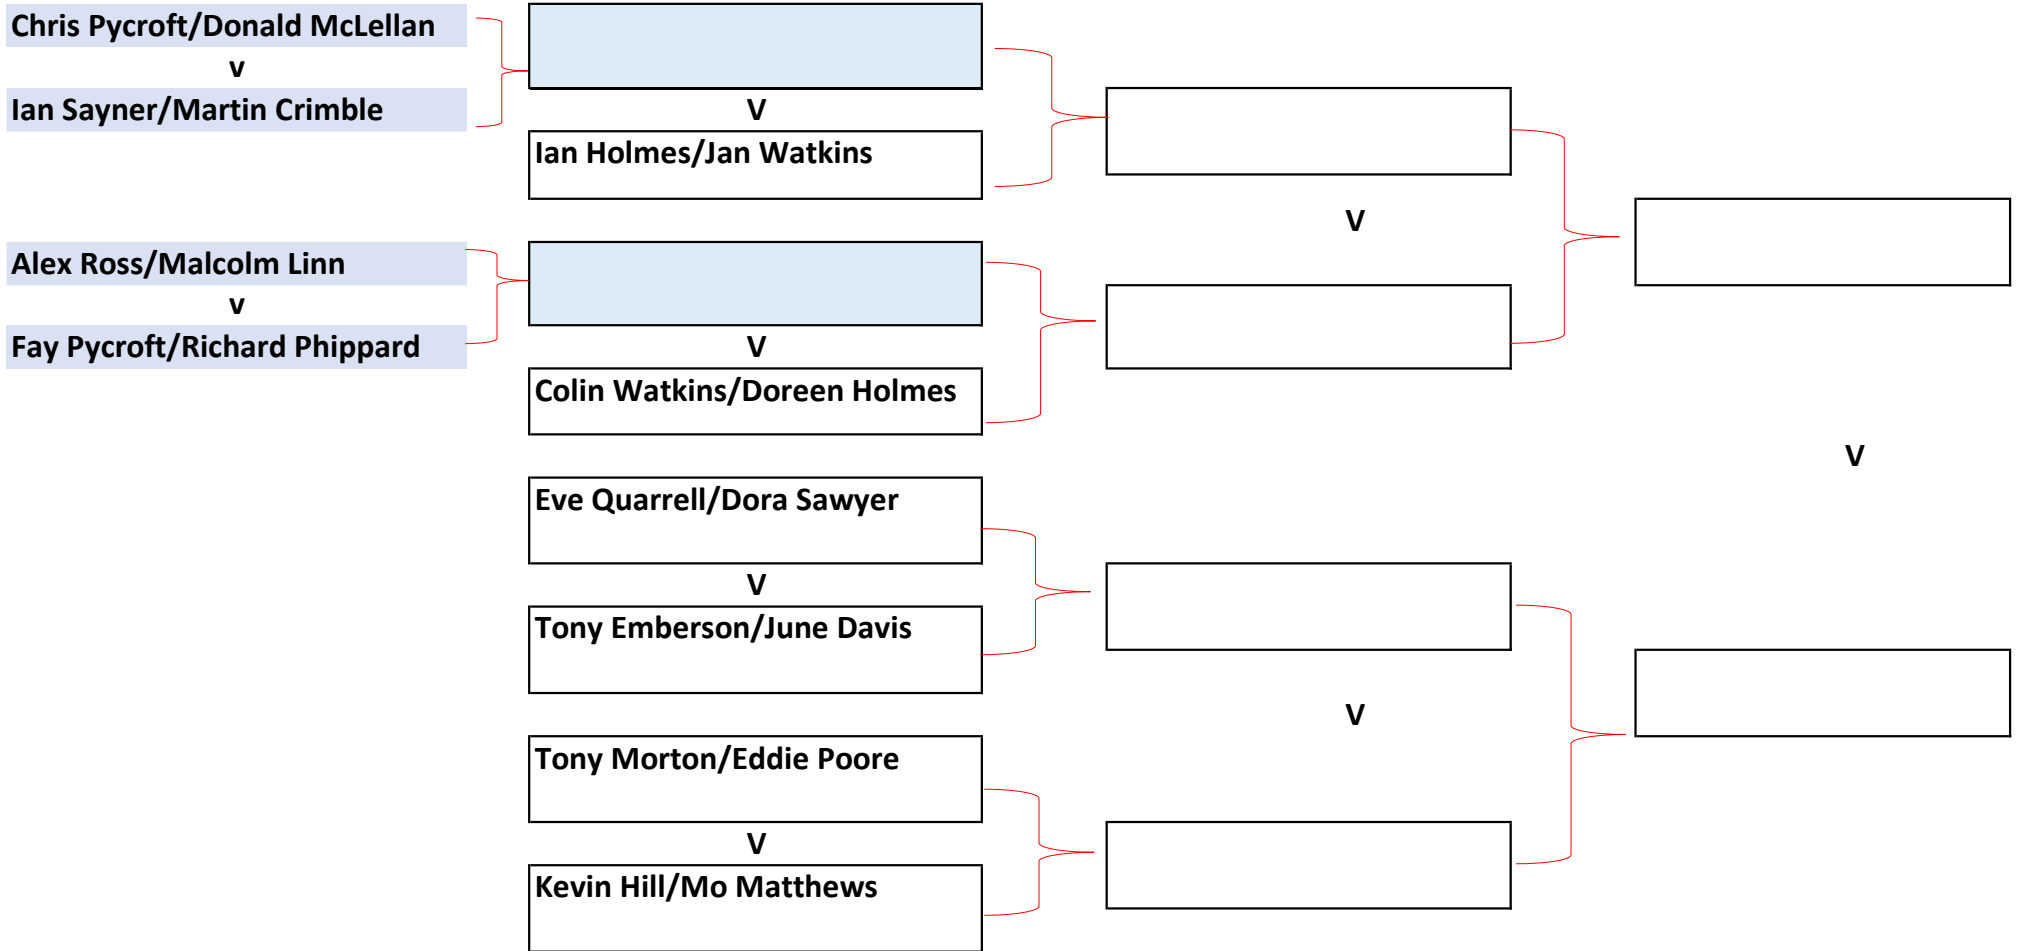 Chris Pycroft/Donald McLellan
v
Ian Sayner/Martin Crimble
V
Ian Holmes/Jan Watkins
Alex Ross/Malcolm Linn
v
Fay Pycroft/Richard Phippard
V
Colin Watkins/Doreen Holmes
Eve Quarrell/Dora Sawyer
V
Tony Emberson/June Davis
Tony Morton/Eddie Poore
V
Kevin Hill/Mo Matthews
V
V
V